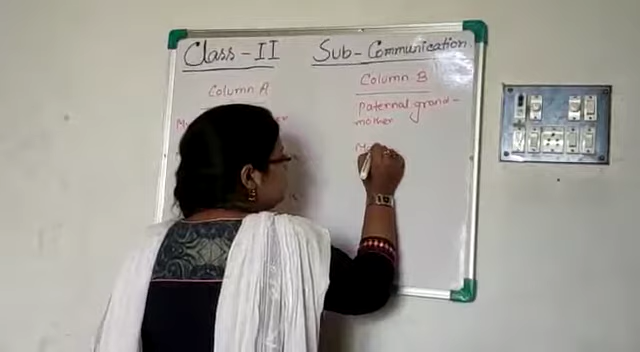 Class-II Sub-Communication
Column A Column B
Paternal grand-
mother